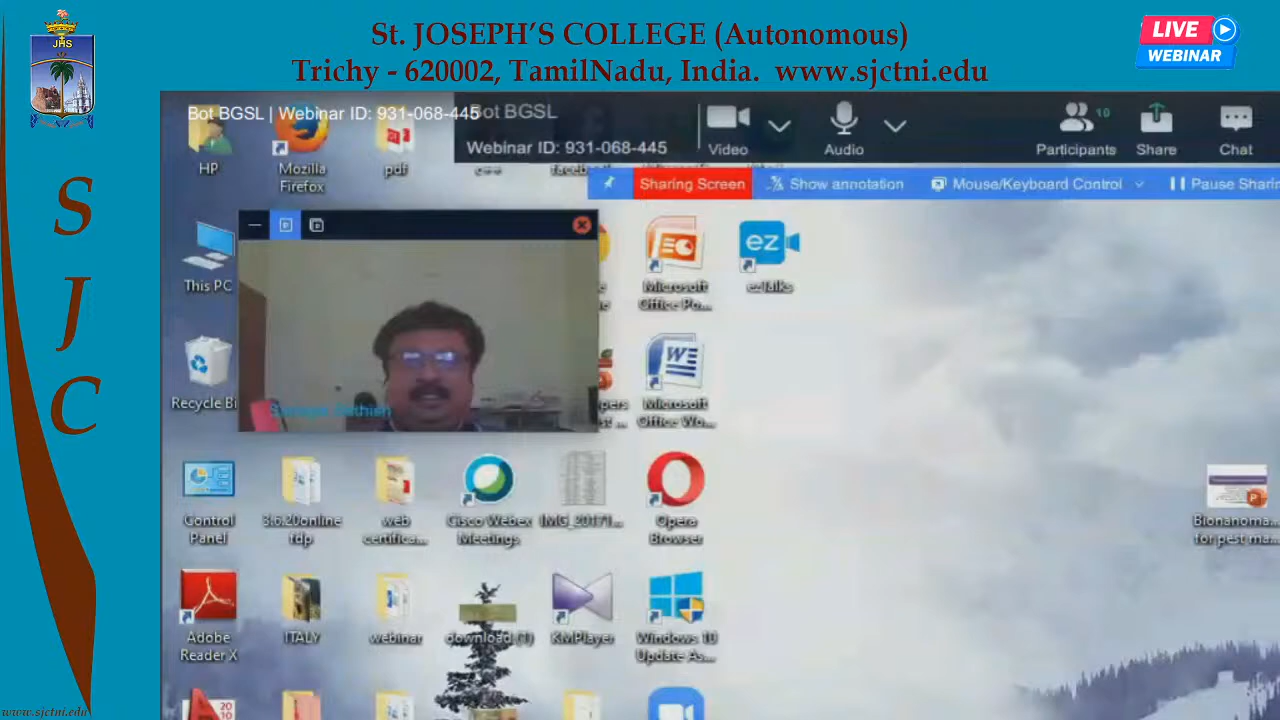 St. JOSEPH'S COLLEGE (Autonomous)
Trichy - 620002, TamilNadu, India. www.sjctni.edu
LIVE
WEBINAR
JHS
SJC
Bot BGSL | Webinar ID: 931-068-445
Bot BGSL
Webinar ID: 931-068-445
Video
Audio
Participants 10
Share
Chat
Sharing Screen
Show annotation
Mouse/Keyboard Control
Pause Sharin
HP
Mozilla
Firefox
pdf
c++
This PC
Microsoft
Office Po...
ez
ezTalks
Recycle Bi
Microsoft
Office Wo...
Control
Panel
3.6.20online
fdp
web
certifica...
Cisco Webex
Meetings
IMG_20171...
Opera
Browser
Bionanoma...
for pest ma...
Adobe
Reader X
ITALY
webinar
download (1)
KMPlayer
Windows 10
Update As...
www.sjctni.edu